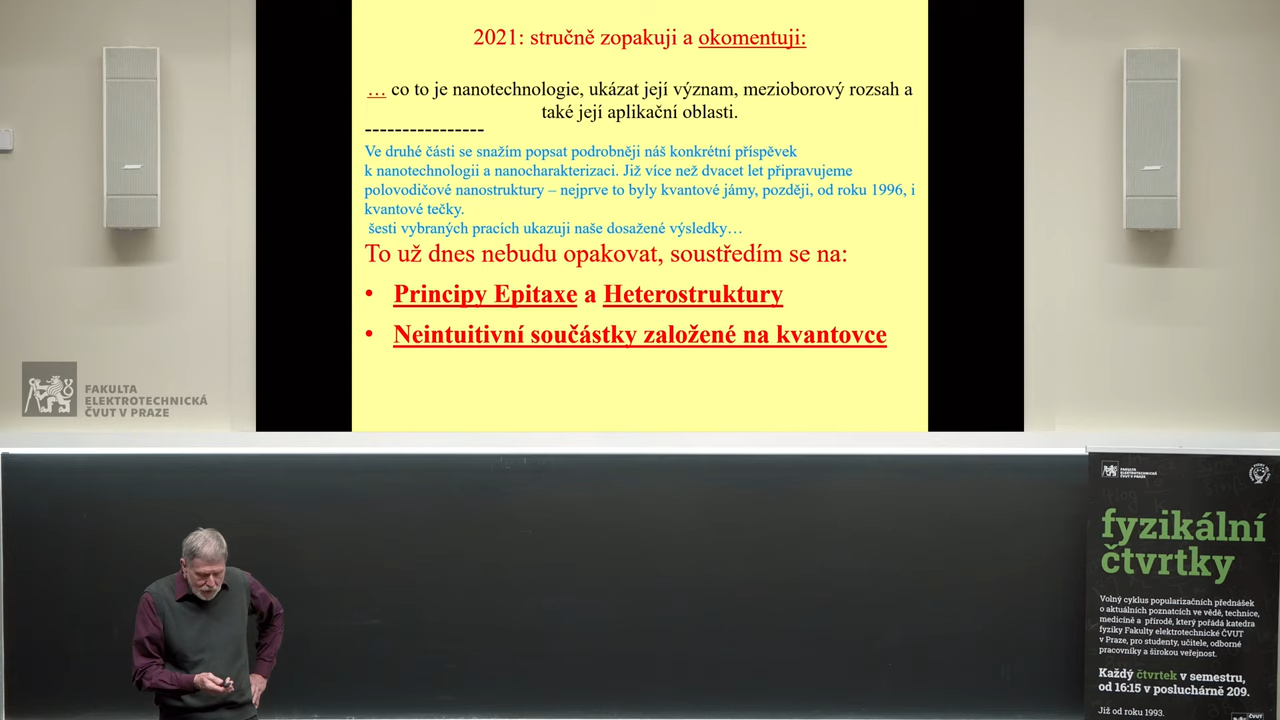 2021: stručně zopakuji a okomentuji:
… co to je nanotechnologie, ukázat její význam, mezioborový rozsah a
také její aplikační oblasti.
----------------
Ve druhé části se snažím popsat podrobněji náš konkrétní příspěvek
k nanotechnologii a nanocharakterizaci. Již více než dvacet let připravujeme
polovodičové nanostruktury – nejprve to byly kvantové jámy, později, od roku 1996, i
kvantové tečky.
šesti vybraných pracích ukazuji naše dosažené výsledky…
To už dnes nebudu opakovat, soustředím se na:
• Principy Epitaxe a Heterostruktury
• Neintuitivní součástky založené na kvantovce
FAKULTA
ELEKTROTECHNICKÁ
ČVUT V PRAZE
FAKULTA
ELEKTROTECHNICKÁ
ČVUT V PRAZE
fyzikální
čtvrtky
Volný cyklus popularizačních přednášek
o aktuálních poznatcích ve vědě, technice,
medicíně a přírodě, který pořádá katedra
fyziky Fakulty elektrotechnické ČVUT
v Praze, pro studenty, učitele, odborné
pracovníky a širokou veřejnost.
Každý čtvrtek v semestru,
od 16:15 v posluchárně 209.
Již od roku 1993.